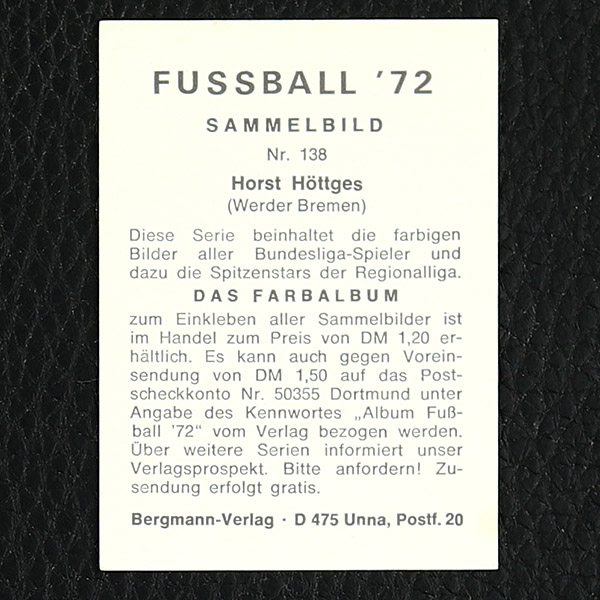 FUSSBALL ’72
SAMMELBILD
Nr. 138
Horst Höttges
(Werder Bremen)
Diese Serie beinhaltet die farbigen
Bilder aller Bundesliga-Spieler und
dazu die Spitzenstars der Regionalliga.
DAS FARBALBUM
zum Einkleben aller Sammelbilder ist
im Handel zum Preis von DM 1,20 er-
hältlich. Es kann auch gegen Vorein-
sendung von DM 1,50 auf das Post-
scheckkonto Nr. 50355 Dortmund unter
Angabe des Kennwortes „Album Fuß-
ball ’72“ vom Verlag bezogen werden.
Über weitere Serien informiert unser
Verlagsprospekt. Bitte anfordern! Zu-
sendung erfolgt gratis.
Bergmann-Verlag · D 475 Unna, Postf. 20